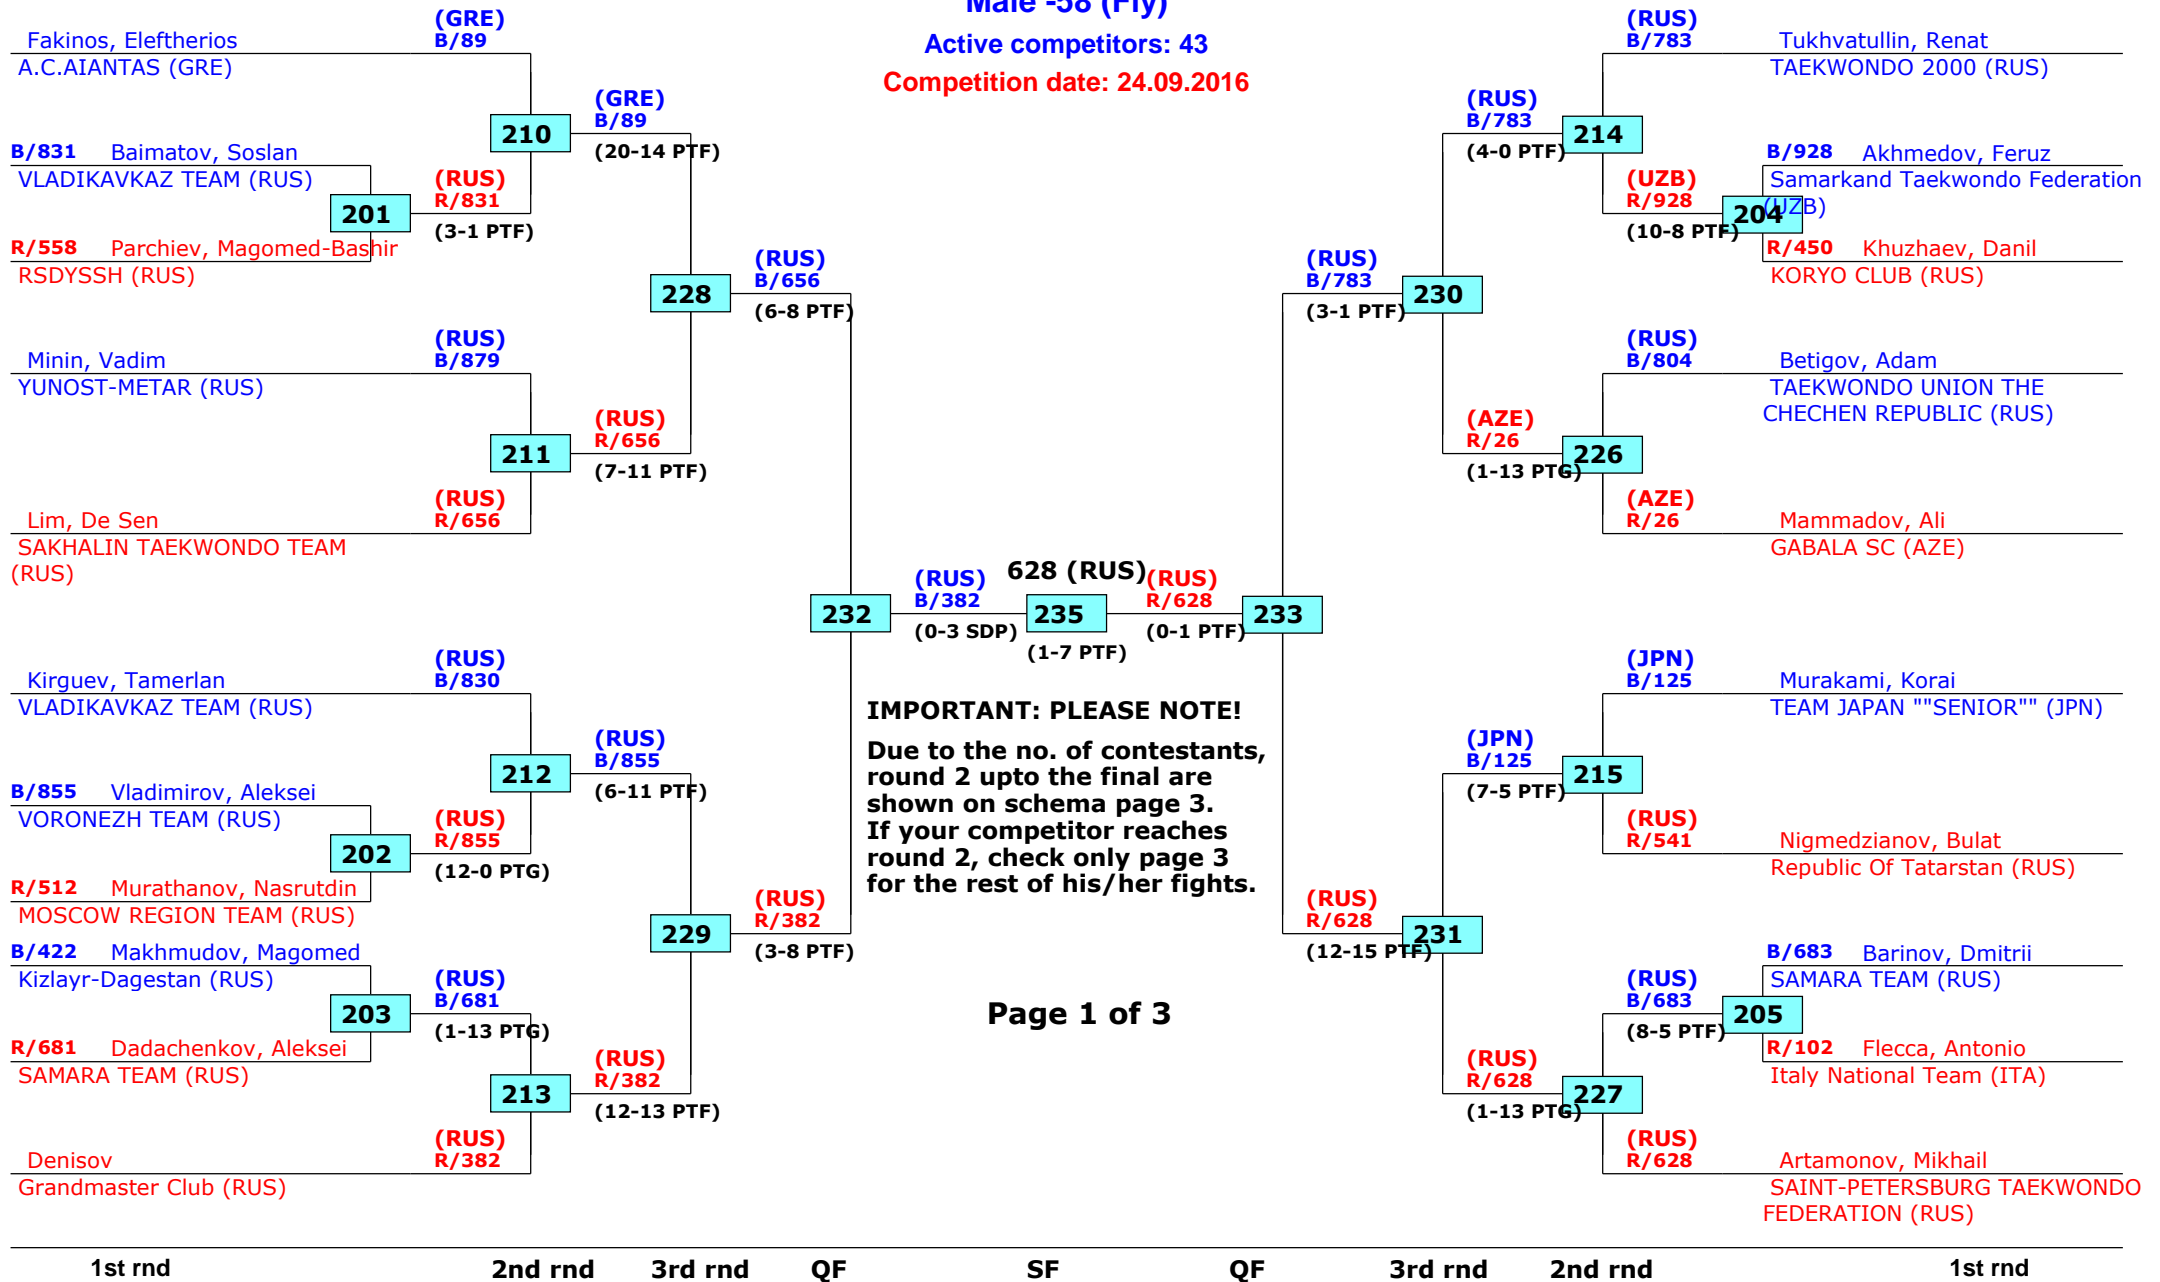 Male -58 (Fly)
Active competitors: 43
Competition date: 24.09.2016
Fakinos, Eleftherios
A.C.AIANTAS (GRE)
(GRE)
B/89
B/831 Baimatov, Soslan
VLADIKAVKAZ TEAM (RUS)
201
(RUS)
R/831
(3-1 PTF)
R/558 Parchiev, Magomed-Bashir
RSDYSSH (RUS)
210
(GRE)
B/89
(20-14 PTF)
Minin, Vadim
YUNOST-METAR (RUS)
(RUS)
B/879
211
(RUS)
R/656
(7-11 PTF)
Lim, De Sen
SAKHALIN TAEKWONDO TEAM
(RUS)
(RUS)
R/656
228
(RUS)
B/656
(6-8 PTF)
Kirguev, Tamerlan
VLADIKAVKAZ TEAM (RUS)
(RUS)
B/830
212
(RUS)
B/855
(6-11 PTF)
B/855 Vladimirov, Aleksei
VORONEZH TEAM (RUS)
202
(RUS)
R/855
(12-0 PTG)
R/512 Murathanov, Nasrutdin
MOSCOW REGION TEAM (RUS)
B/422 Makhmudov, Magomed
Kizlayr-Dagestan (RUS)
203
(RUS)
B/681
(1-13 PTG)
R/681 Dadachenkov, Aleksei
SAMARA TEAM (RUS)
213
(RUS)
R/382
(12-13 PTF)
Denisov
Grandmaster Club (RUS)
(RUS)
R/382
229
(RUS)
R/382
(3-8 PTF)
232
(RUS)
B/382
(0-3 SDP)
628 (RUS)
235
(1-7 PTF)
(RUS)
R/628
(0-1 PTF)
233
IMPORTANT: PLEASE NOTE!
Due to the no. of contestants,
round 2 upto the final are
shown on schema page 3.
If your competitor reaches
round 2, check only page 3
for the rest of his/her fights.
Page 1 of 3
(RUS)
B/783
(3-1 PTF)
230
(RUS)
B/783
(4-0 PTF)
214
(RUS)
B/783
Tukhvatullin, Renat
TAEKWONDO 2000 (RUS)
(UZB)
R/928
(10-8 PTF)
204
B/928 Akhmedov, Feruz
Samarkand Taekwondo Federation
(UZB)
R/450 Khuzhaev, Danil
KORYO CLUB (RUS)
(AZE)
R/26
(1-13 PTG)
226
(RUS)
B/804
Betigov, Adam
TAEKWONDO UNION THE
CHECHEN REPUBLIC (RUS)
(AZE)
R/26
Mammadov, Ali
GABALA SC (AZE)
(RUS)
R/628
(12-15 PTF)
231
(JPN)
B/125
(7-5 PTF)
215
(JPN)
B/125
Murakami, Korai
TEAM JAPAN ""SENIOR"" (JPN)
(RUS)
R/541
Nigmedzianov, Bulat
Republic Of Tatarstan (RUS)
(RUS)
R/628
(1-13 PTG)
227
(RUS)
B/683
(8-5 PTF)
205
B/683 Barinov, Dmitrii
SAMARA TEAM (RUS)
R/102 Flecca, Antonio
Italy National Team (ITA)
(RUS)
R/628
Artamonov, Mikhail
SAINT-PETERSBURG TAEKWONDO
FEDERATION (RUS)
1st rnd 2nd rnd 3rd rnd QF SF QF 3rd rnd 2nd rnd 1st rnd